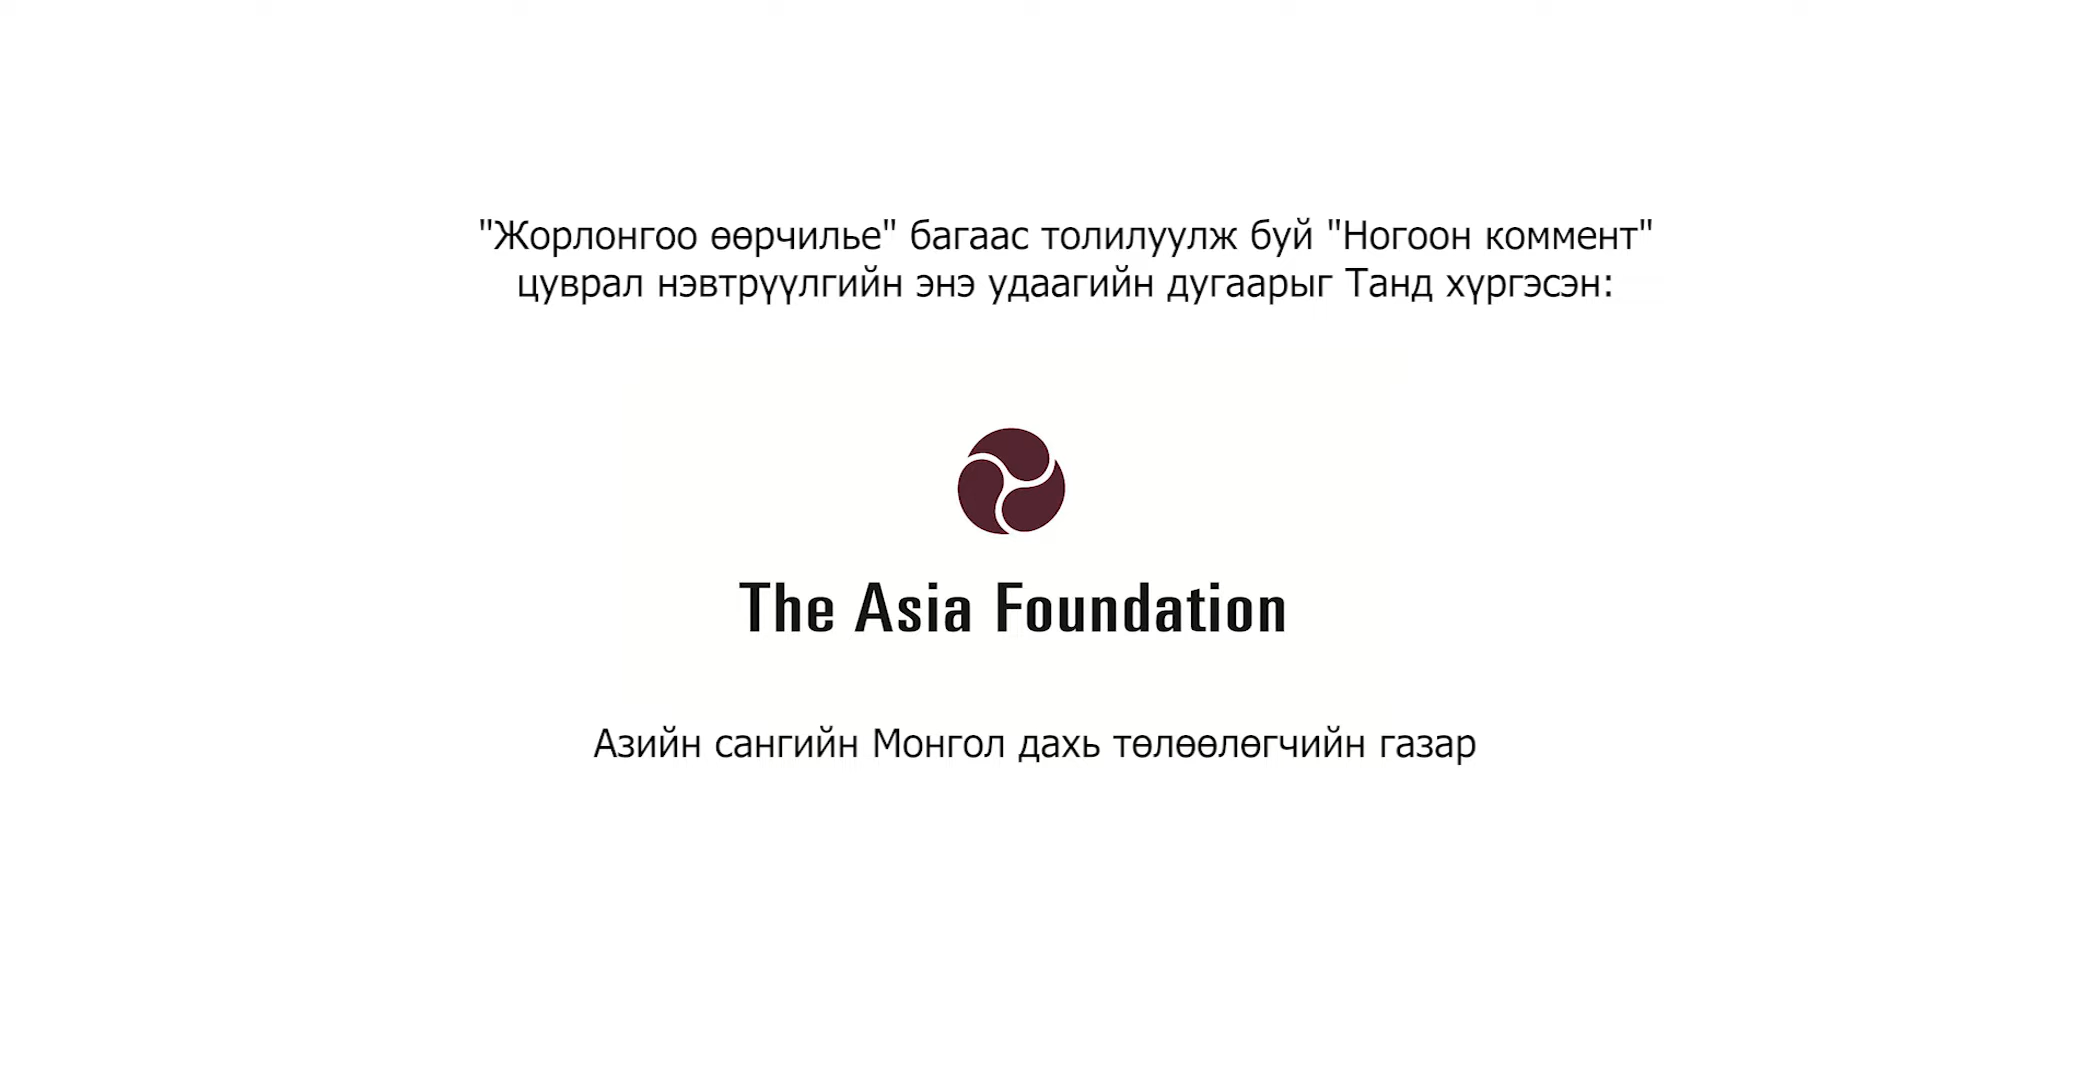 "Жорлонгоо өөрчилье" багаас толилуулж буй "Ногоон коммент"
цуврал нэвтрүүлгийн энэ удаагийн дугаарыг Танд хүргэсэн:
The Asia Foundation
Азийн сангийн Монгол дахь төлөөлөгчийн газар